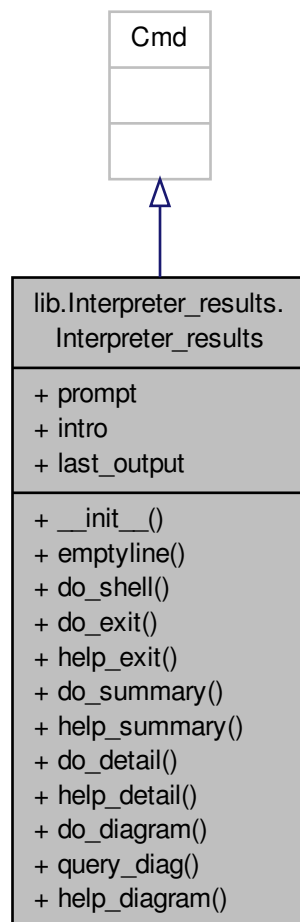 Cmd
lib.Interpreter_results.
Interpreter_results
+ prompt
+ intro
+ last_output
+ __init__()
+ emptyline()
+ do_shell()
+ do_exit()
+ help_exit()
+ do_summary()
+ help_summary()
+ do_detail()
+ help_detail()
+ do_diagram()
+ query_diag()
+ help_diagram()